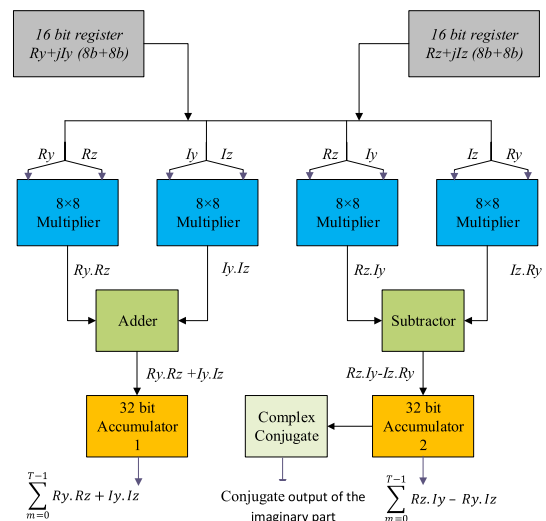 16 bit register
Ry+jIy (8b+8b)
16 bit register
Rz+jIz (8b+8b)
Ry Rz Iy Iz Rz Iy Iz Ry
8×8
Multiplier
8×8
Multiplier
8×8
Multiplier
8×8
Multiplier
Ry.Rz
Iy.Iz
Rz.Iy
Iz.Ry
Adder
Subtractor
Ry.Rz +Iy.Iz
Rz.Iy-Iz.Ry
32 bit
Accumulator
1
Complex
Conjugate
32 bit
Accumulator
2
T−1
∑ Ry.Rz + Iy.Iz
m=0
Conjugate output of the
imaginary part
T−1
∑ Rz.Iy – Ry.Iz
m=0